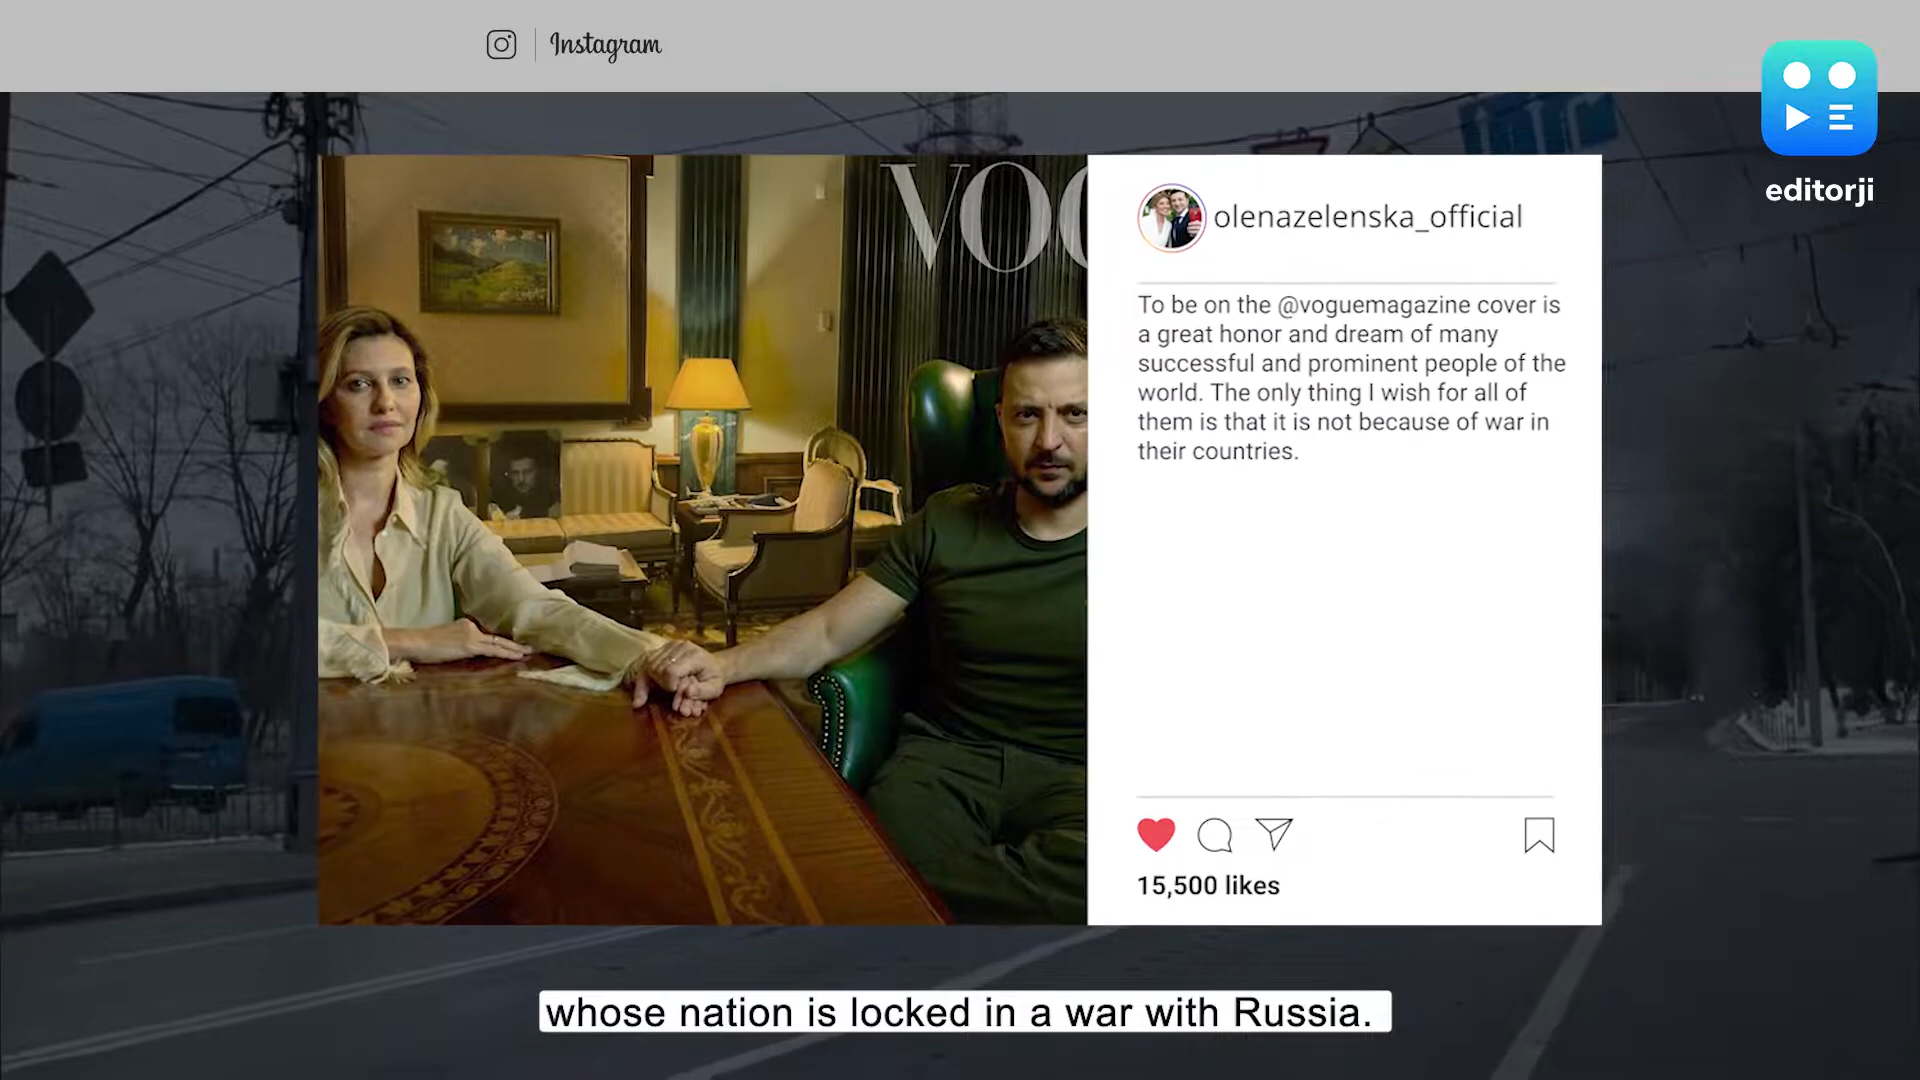 Instagram
editorji
VOG
olenazelenska_official
To be on the @voguemagazine cover is
a great honor and dream of many
successful and prominent people of the
world. The only thing I wish for all of
them is that it is not because of war in
their countries.
15,500 likes
whose nation is locked in a war with Russia.